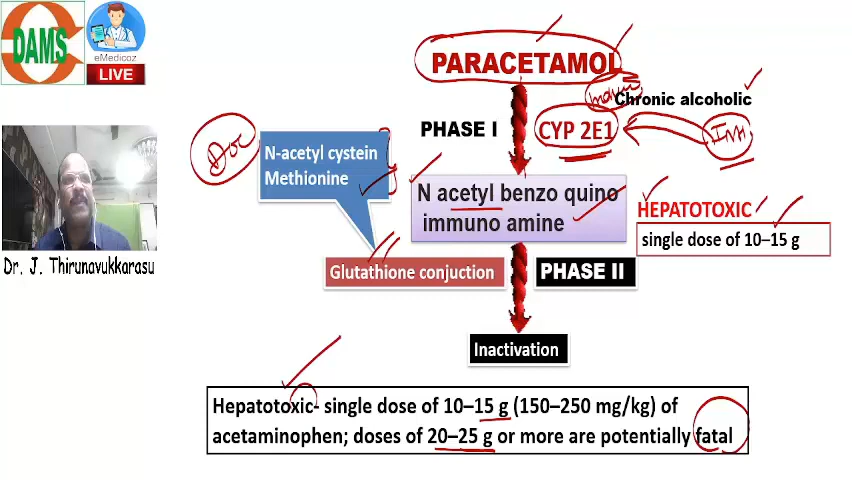 DAMS
eMedicoz
LIVE
PARACETAMOL
Chronic alcoholic
PHASE I
CYP 2E1
INH
Doc
N-acetyl cystein
Methionine
N acetyl benzo quino
immuno amine
HEPATOTOXIC
single dose of 10–15 g
Dr. J. Thirunavukkarasu
Glutathione conjuction
PHASE II
Inactivation
Hepatotoxic- single dose of 10–15 g (150–250 mg/kg) of
acetaminophen; doses of 20–25 g or more are potentially fatal